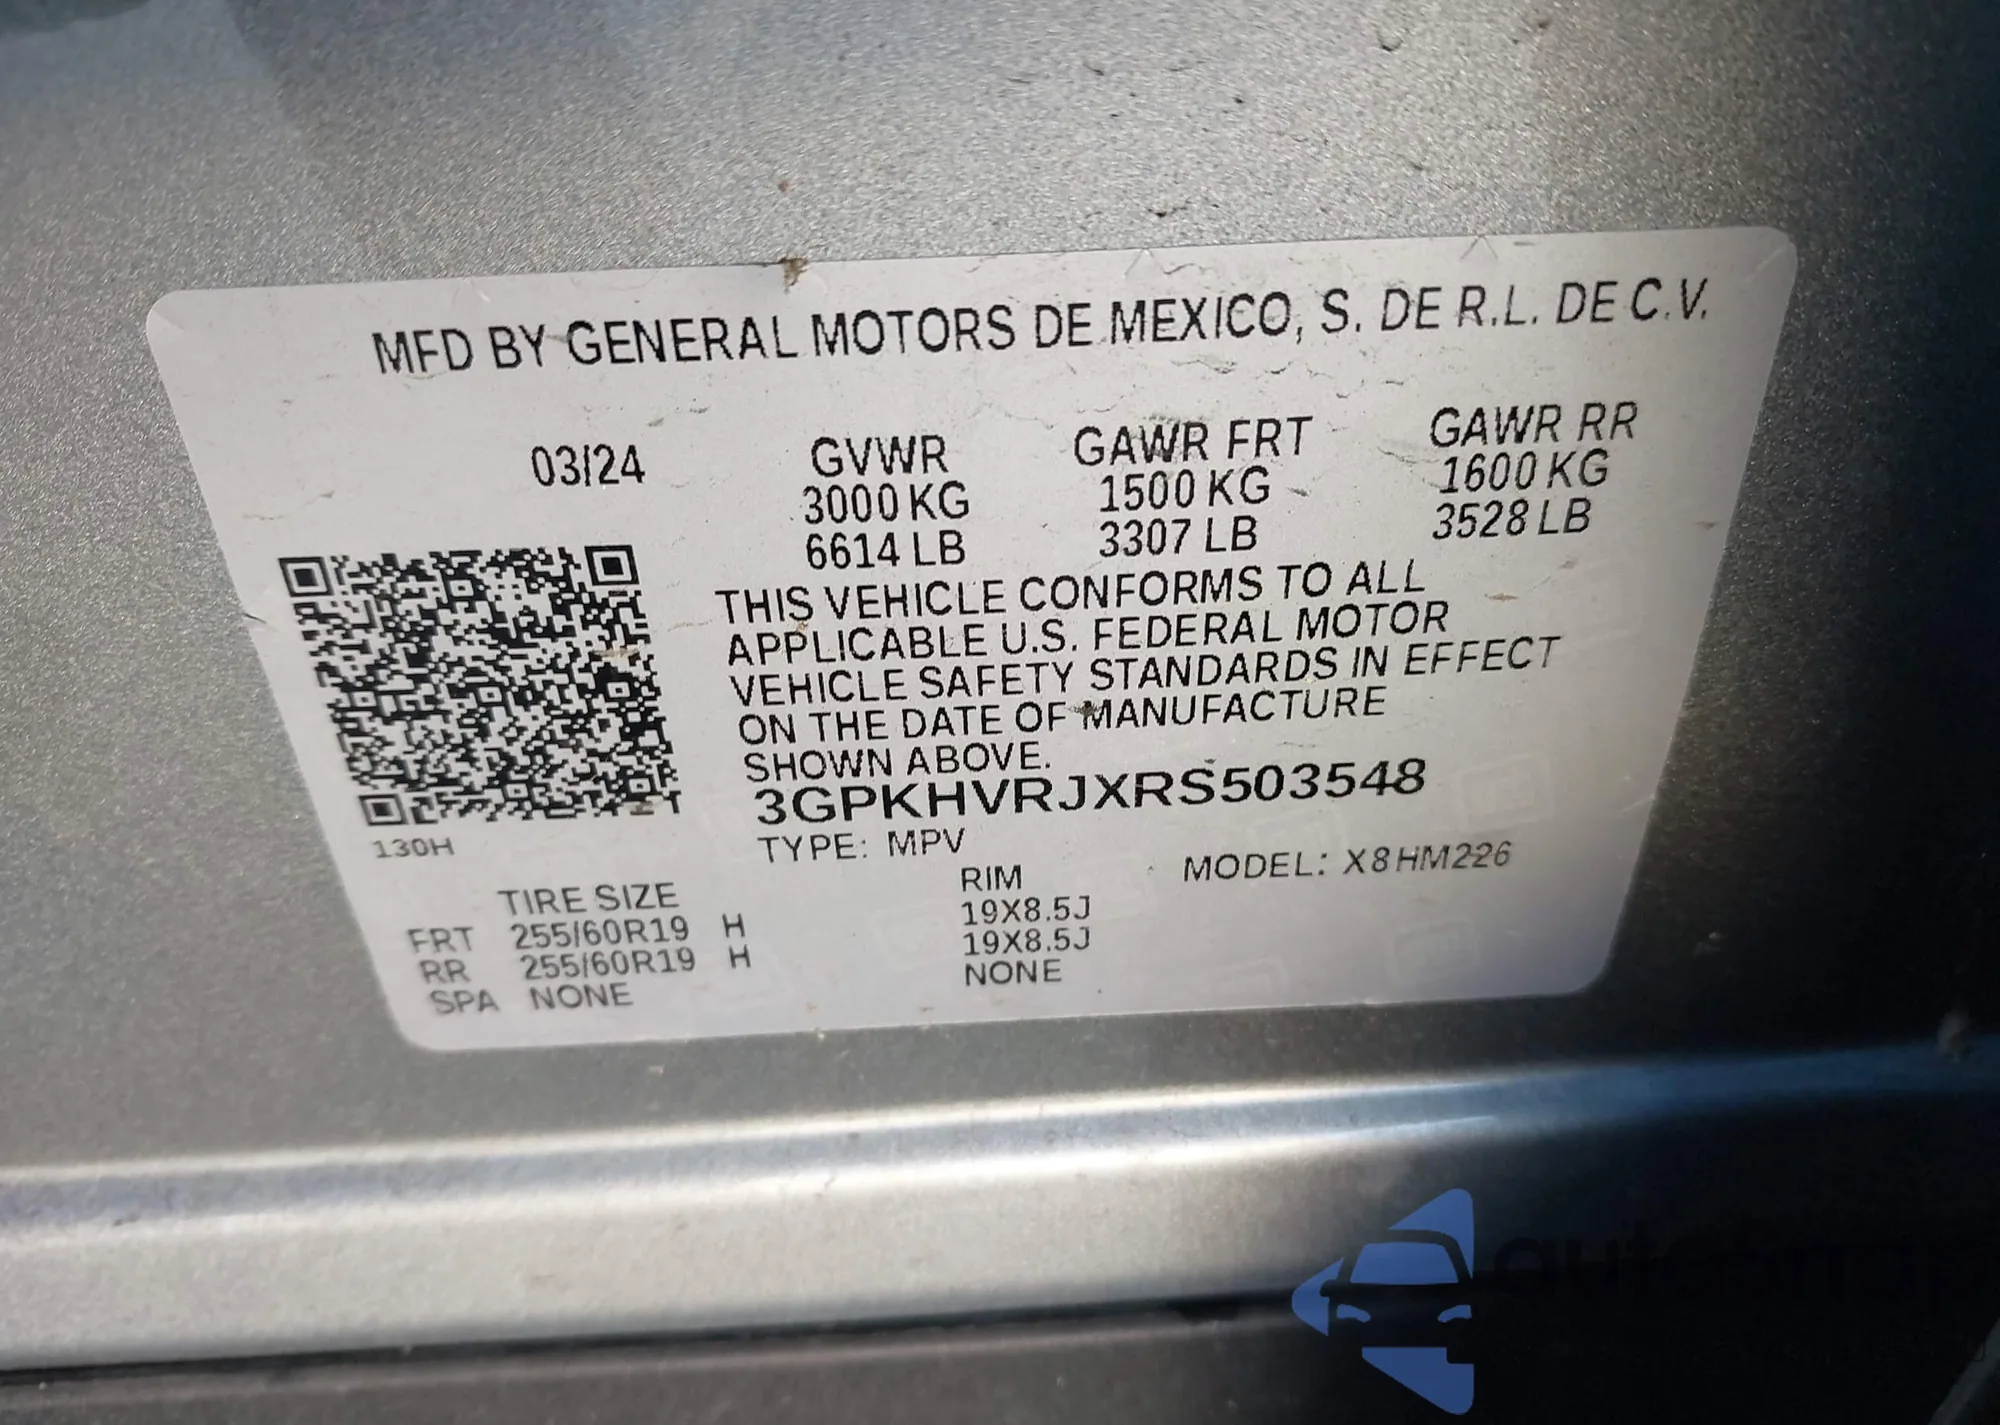 MFD BY GENERAL MOTORS DE MEXICO, S. DE R.L. DE C.V.
03/24 GVWR GAWR FRT GAWR RR
3000 KG 1500 KG 1600 KG
6614 LB 3307 LB 3528 LB
THIS VEHICLE CONFORMS TO ALL
APPLICABLE U.S. FEDERAL MOTOR
VEHICLE SAFETY STANDARDS IN EFFECT
ON THE DATE OF MANUFACTURE
SHOWN ABOVE.
3GPKHVRJXRS503548
130H
TYPE: MPV MODEL: X8HM226
TIRE SIZE RIM
FRT 255/60R19 H 19X8.5J
RR 255/60R19 H 19X8.5J
SPA NONE NONE